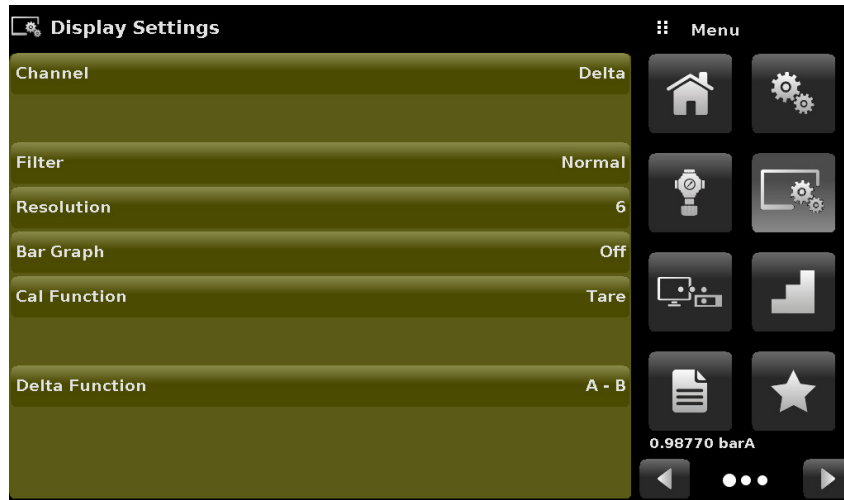 Display Settings
Menu
Channel Delta
Filter Normal
Resolution 6
Bar Graph Off
Cal Function Tare
Delta Function A - B
0.98770 barA